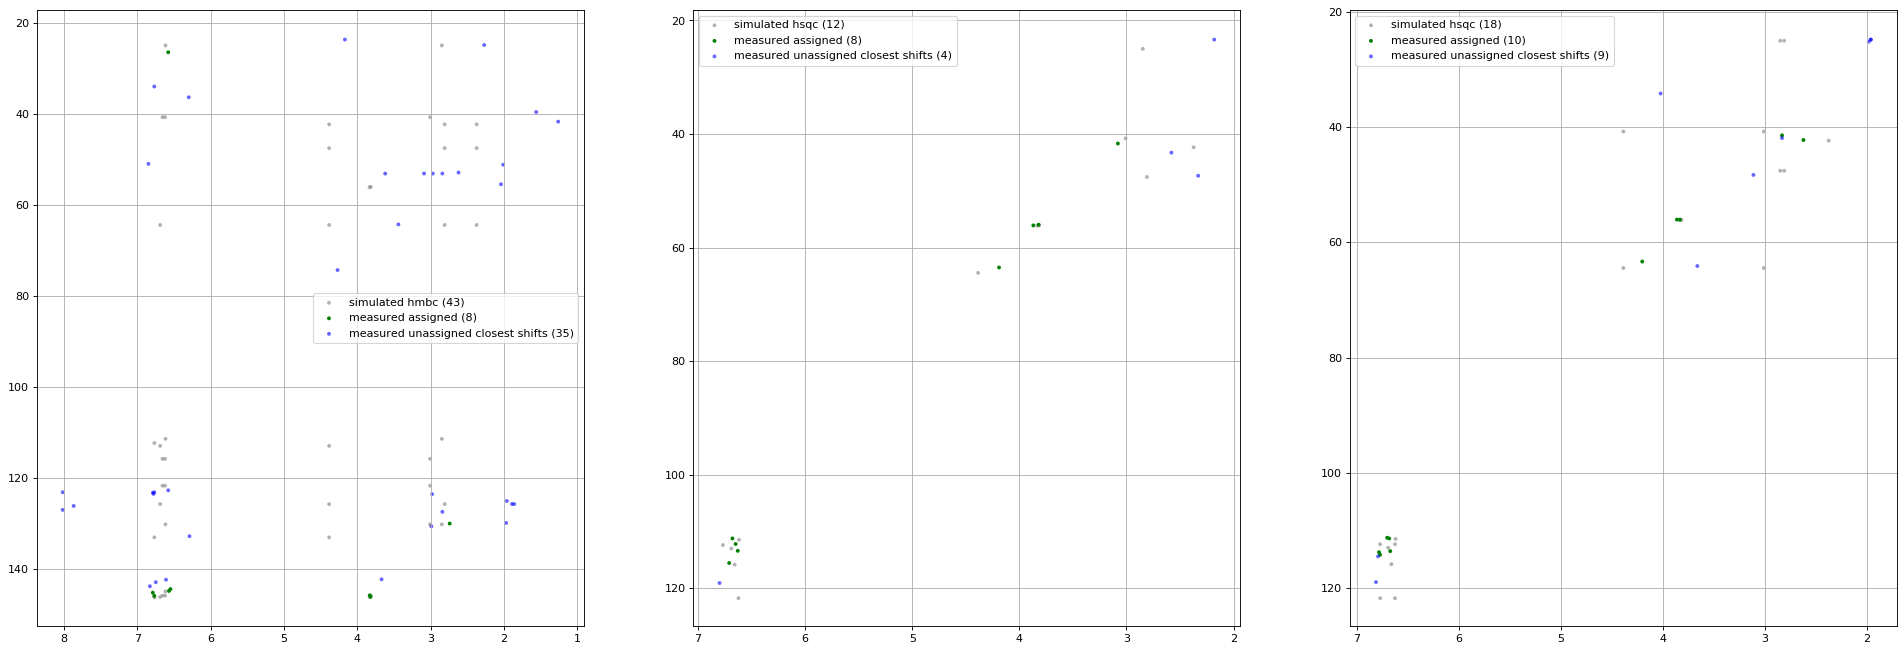 20
40
60
80
100
120
140
8 7 6 5 4 3 2 1
simulated hmbc (43)
measured assigned (8)
measured unassigned closest shifts (35)
20
40
60
80
100
120
7 6 5 4 3 2
simulated hsqc (12)
measured assigned (8)
measured unassigned closest shifts (4)
20
40
60
80
100
120
7 6 5 4 3 2
simulated hsqc (18)
measured assigned (10)
measured unassigned closest shifts (9)